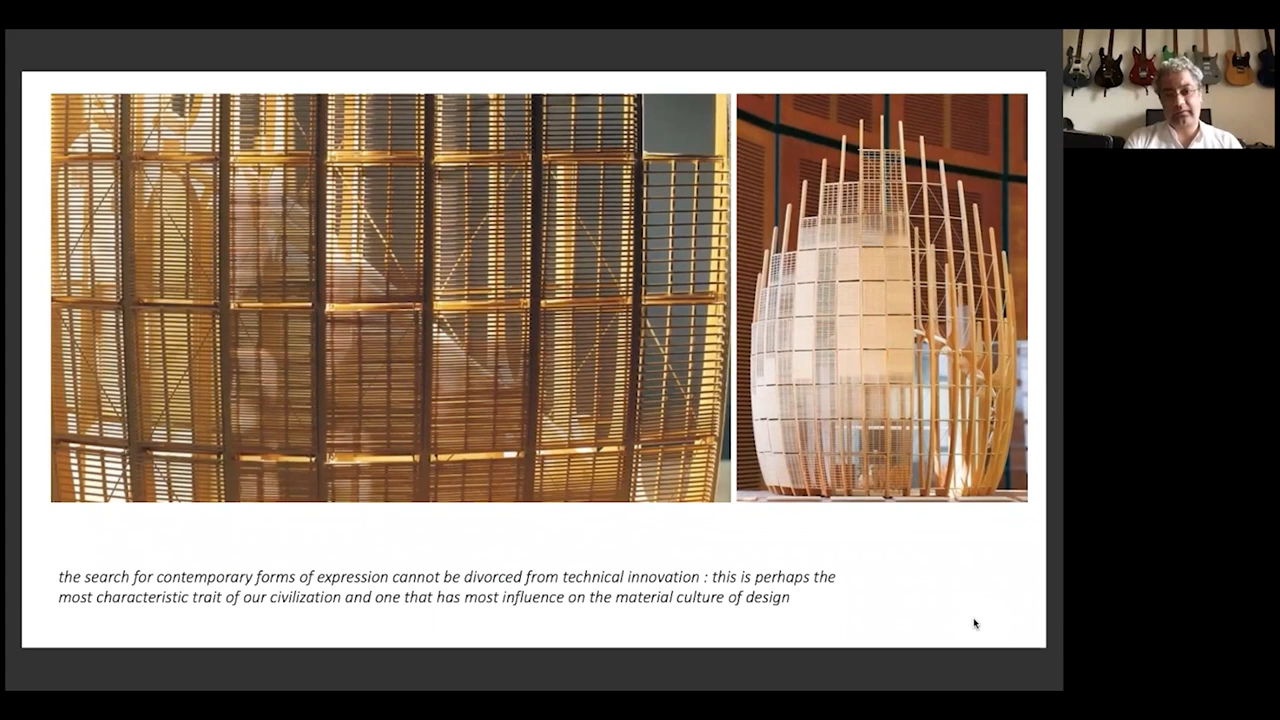 the search for contemporary forms of expression cannot be divorced from technical innovation : this is perhaps the
most characteristic trait of our civilization and one that has most influence on the material culture of design